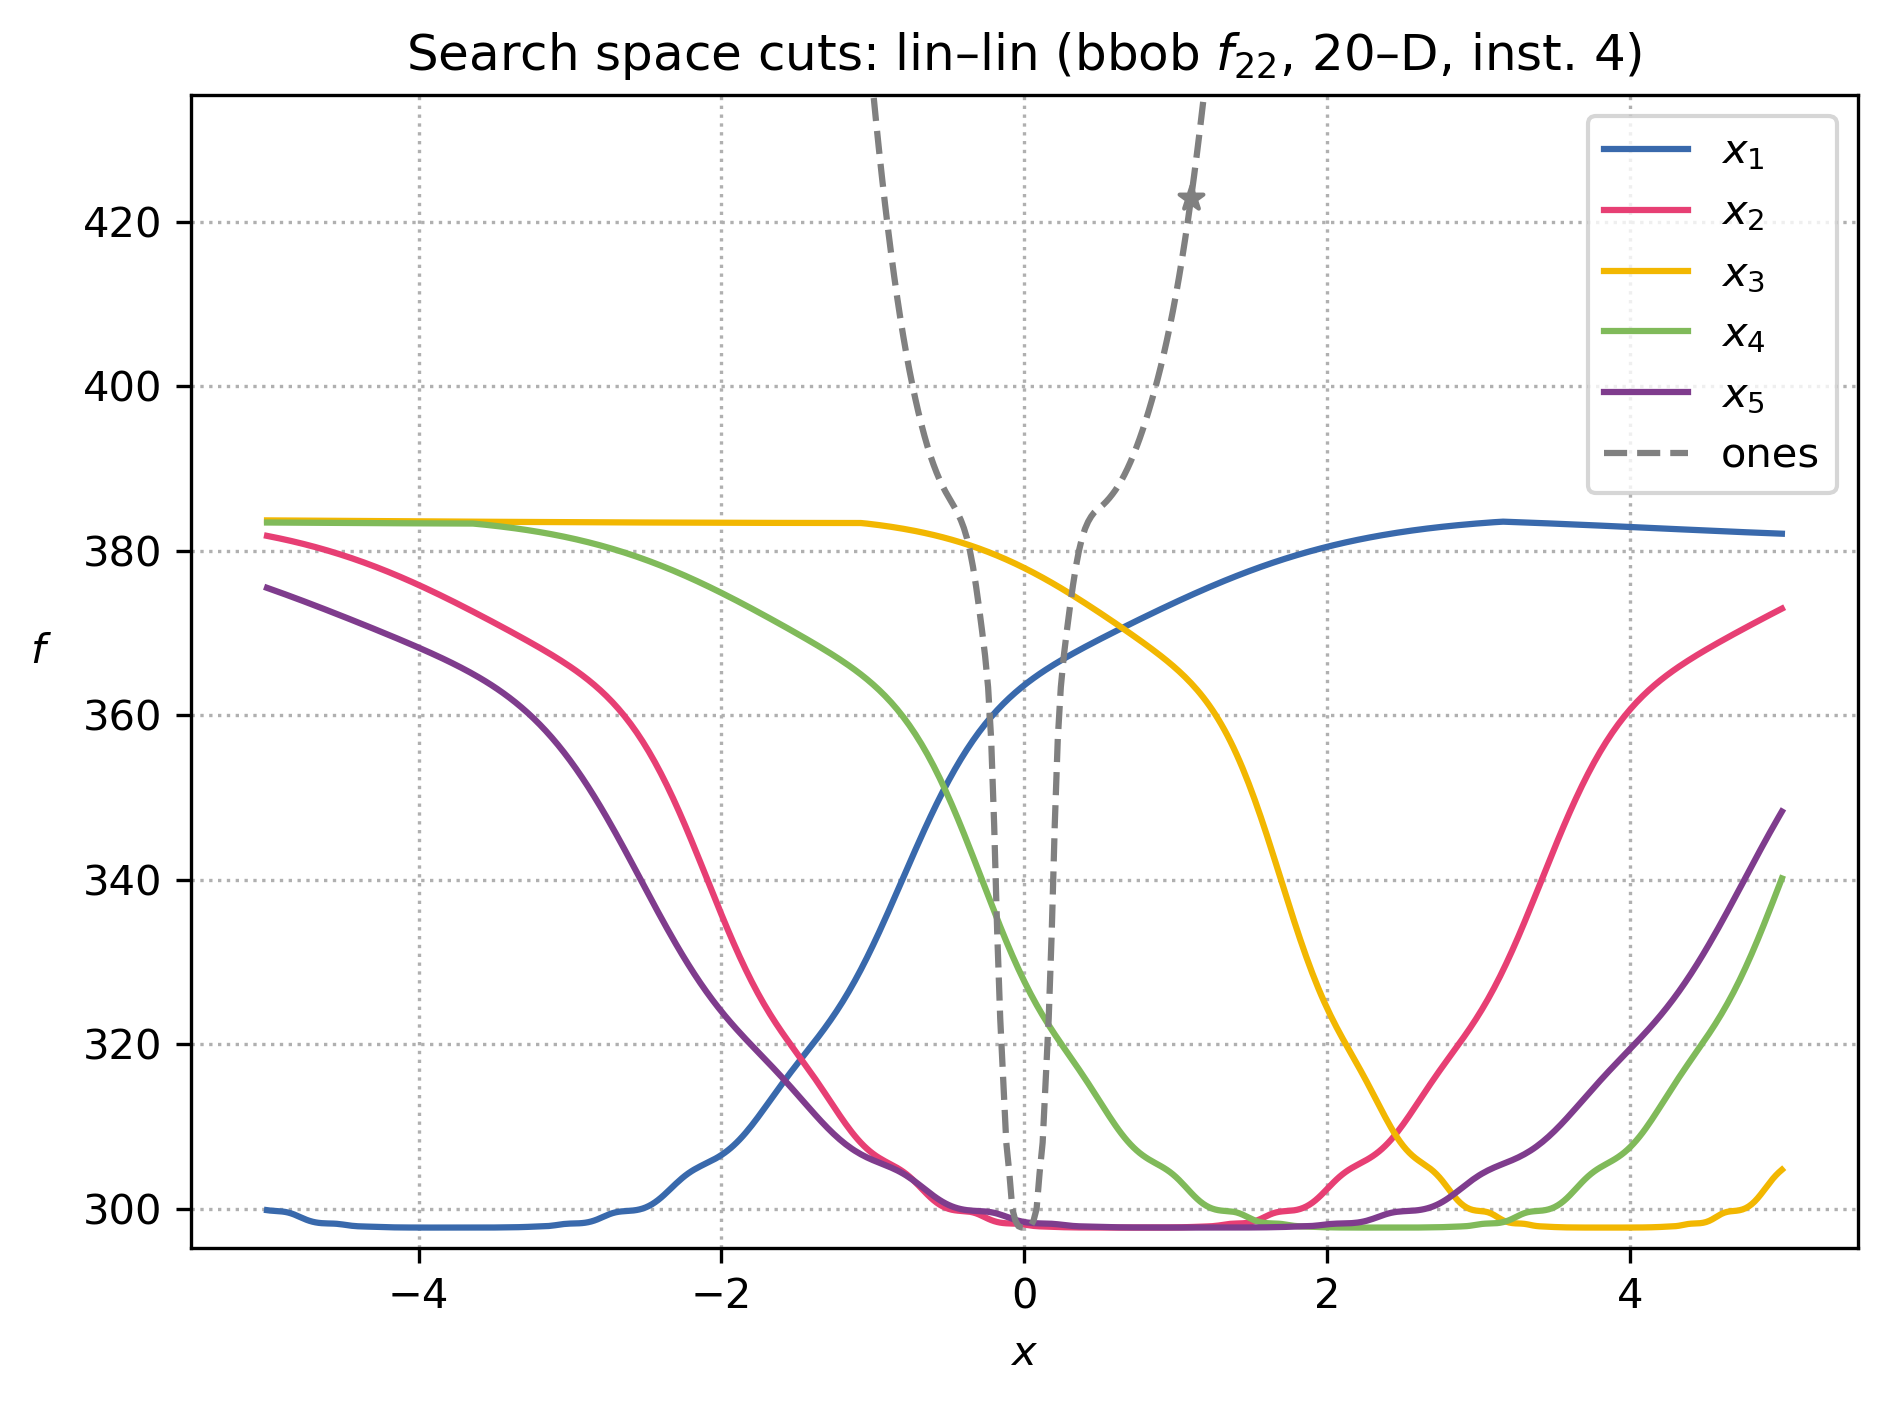 Search space cuts: lin–lin (bbob f₂₂, 20–D, inst. 4)
x₁
x₂
x₃
x₄
x₅
ones
420
400
380
360
340
320
300
f
−4 −2 0 2 4
x